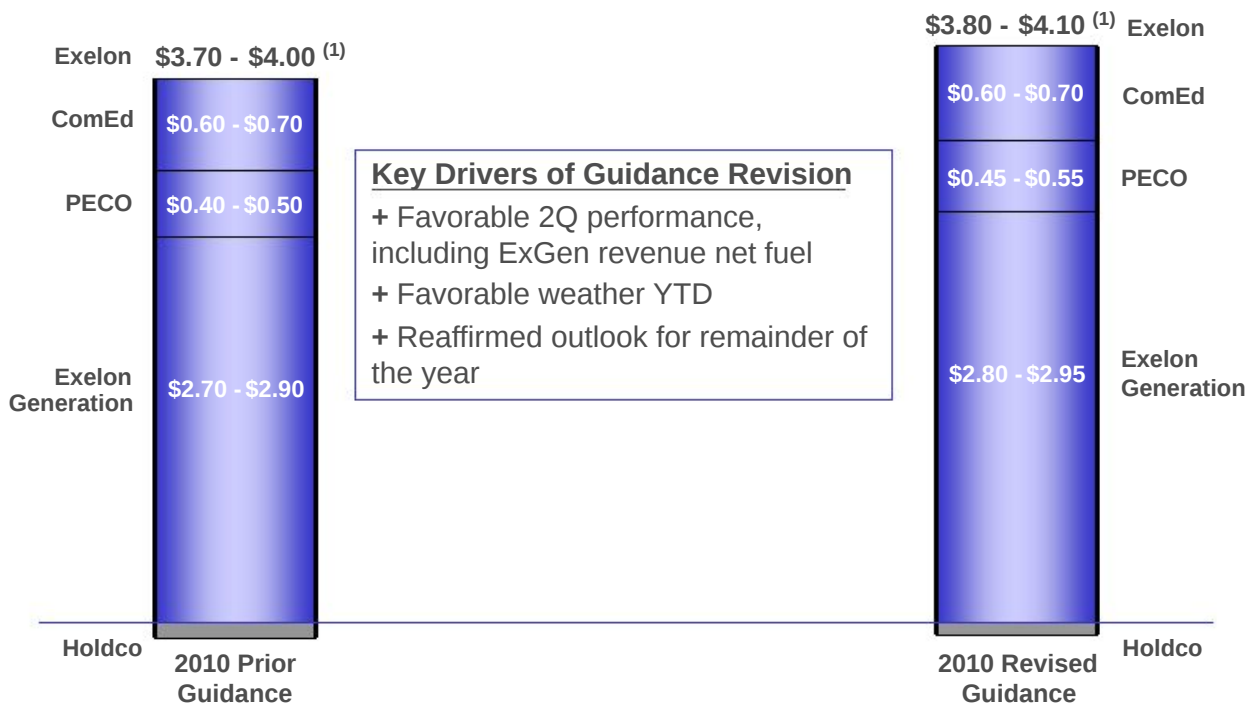 Exelon $3.70 - $4.00 (1)
ComEd $0.60 - $0.70
PECO $0.40 - $0.50
Exelon
Generation
$2.70 - $2.90
Holdco
2010 Prior
Guidance
Key Drivers of Guidance Revision
+ Favorable 2Q performance,
including ExGen revenue net fuel
+ Favorable weather YTD
+ Reaffirmed outlook for remainder of
the year
$3.80 - $4.10 (1) Exelon
$0.60 - $0.70 ComEd
$0.45 - $0.55 PECO
$2.80 - $2.95
Exelon
Generation
Holdco
2010 Revised
Guidance